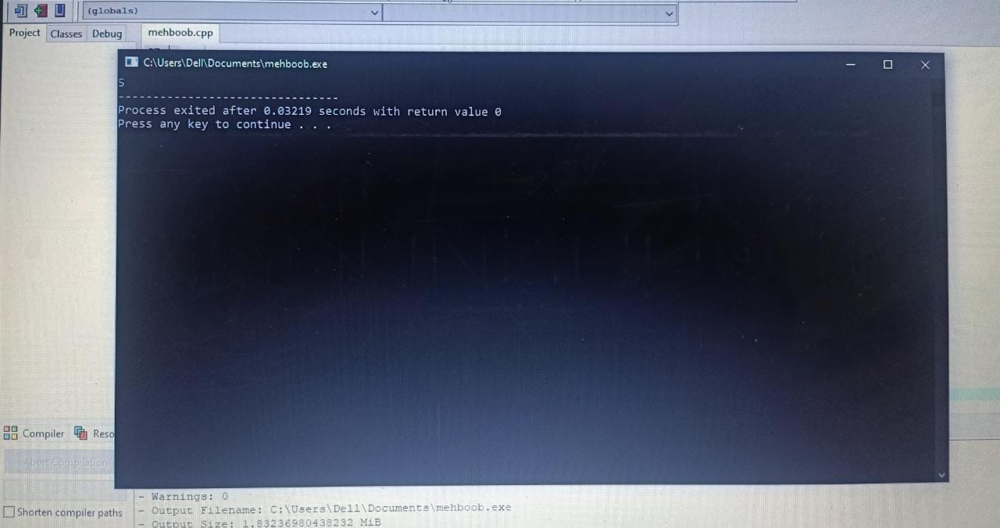 (globals)
Project Classes Debug
mehboob.cpp
C:\Users\Dell\Documents\mehboob.exe
5
--------------------------------
Process exited after 0.03219 seconds with return value 0
Press any key to continue . . .
Compiler
Reso
Abort Compilation
Shorten compiler paths
- Warnings: 0
- Output Filename: C:\Users\Dell\Documents\mehboob.exe
- Output Size: 1.83236980438232 MiB